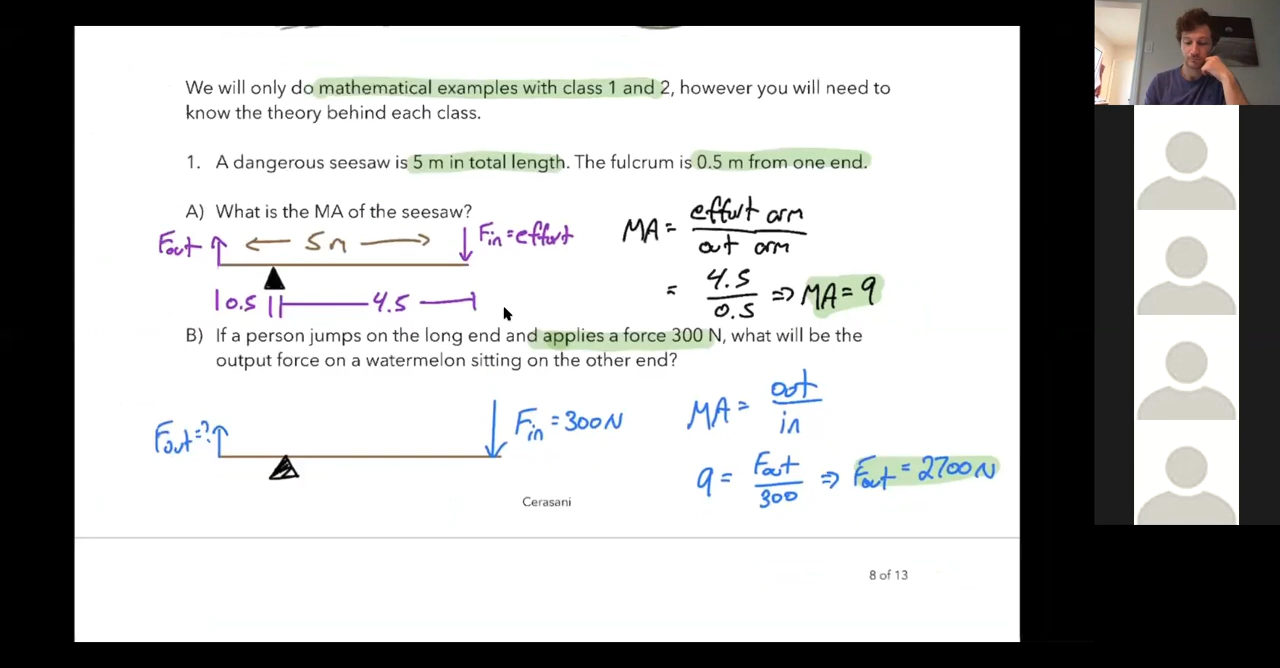 We will only do mathematical examples with class 1 and 2, however you will need to
know the theory behind each class.
1. A dangerous seesaw is 5 m in total length. The fulcrum is 0.5 m from one end.
A) What is the MA of the seesaw?
Fout ↑ ← 5m → ↓ Fin = effort
0.5 4.5
MA = effort arm / out arm
= 4.5 / 0.5 ⇒ MA = 9
B) If a person jumps on the long end and applies a force 300 N, what will be the
output force on a watermelon sitting on the other end?
Fout = ? ↑ ↓ Fin = 300N
MA = out / in
9 = Fout / 300 ⇒ Fout = 2700 N
Cerasani
8 of 13